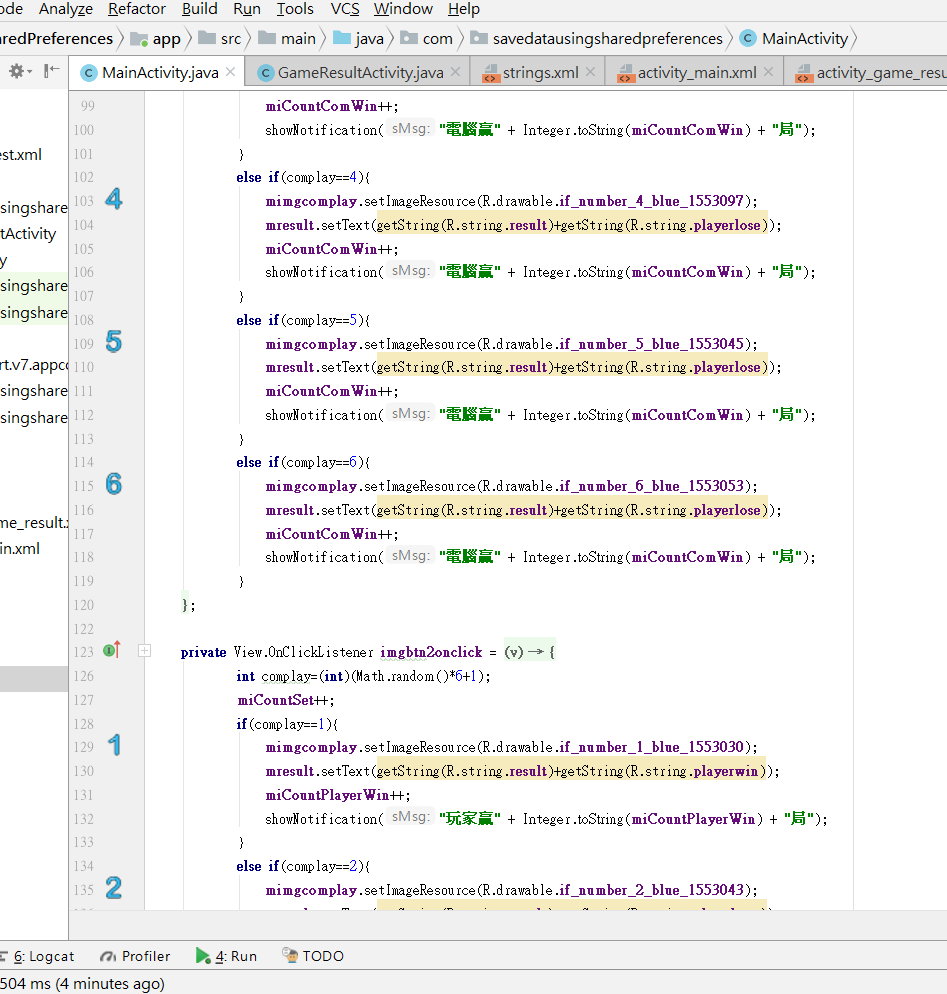 ode Analyze Refactor Build Run Tools VCS Window Help
aredPreferences app src main java com savedatausingsharedpreferences MainActivity
MainActivity.java GameResultActivity.java strings.xml activity_main.xml activity_game_resu
est.xml
singshare
tActivity
y
singshare
singshare
rt.v7.appco
singshare
singshare
me_result.x
in.xml
99 miCountComWin++;
100 showNotification( sMsg: "電腦贏" + Integer.toString(miCountComWin) + "局");
101 }
102 else if(complay==4){
103 4 mimgcomplay.setImageResource(R.drawable.if_number_4_blue_1553097);
104 mresult.setText(getString(R.string.result)+getString(R.string.playerlose));
105 miCountComWin++;
106 showNotification( sMsg: "電腦贏" + Integer.toString(miCountComWin) + "局");
107 }
108 else if(complay==5){
109 5 mimgcomplay.setImageResource(R.drawable.if_number_5_blue_1553045);
110 mresult.setText(getString(R.string.result)+getString(R.string.playerlose));
111 miCountComWin++;
112 showNotification( sMsg: "電腦贏" + Integer.toString(miCountComWin) + "局");
113 }
114 else if(complay==6){
115 6 mimgcomplay.setImageResource(R.drawable.if_number_6_blue_1553053);
116 mresult.setText(getString(R.string.result)+getString(R.string.playerlose));
117 miCountComWin++;
118 showNotification( sMsg: "電腦贏" + Integer.toString(miCountComWin) + "局");
119 }
120 };
122
123 private View.OnClickListener imgbtn2onclick = (v) → {
126 int complay=(int)(Math.random()*6+1);
127 miCountSet++;
128 if(complay==1){
129 1 mimgcomplay.setImageResource(R.drawable.if_number_1_blue_1553030);
130 mresult.setText(getString(R.string.result)+getString(R.string.playerwin));
131 miCountPlayerWin++;
132 showNotification( sMsg: "玩家贏" + Integer.toString(miCountPlayerWin) + "局");
133 }
134 else if(complay==2){
135 2 mimgcomplay.setImageResource(R.drawable.if_number_2_blue_1553043);
6: Logcat Profiler 4: Run TODO
504 ms (4 minutes ago)